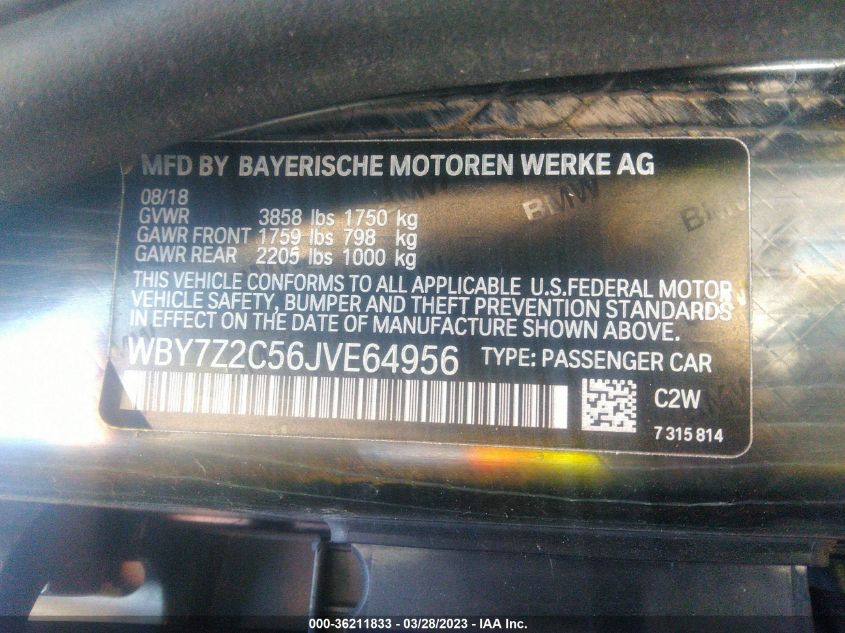 MFD BY BAYERISCHE MOTOREN WERKE AG
08/18
GVWR 3858 lbs 1750 kg
GAWR FRONT 1759 lbs 798 kg
GAWR REAR 2205 lbs 1000 kg
THIS VEHICLE CONFORMS TO ALL APPLICABLE U.S.FEDERAL MOTOR
VEHICLE SAFETY, BUMPER AND THEFT PREVENTION STANDARDS
IN EFFECT ON THE DATE OF MANUFACTURE SHOWN ABOVE.
WBY7Z2C56JVE64956 TYPE: PASSENGER CAR
C2W
7 315 814
BMW
BMW
000-36211833 / 03/28/2023 / IAA Inc.